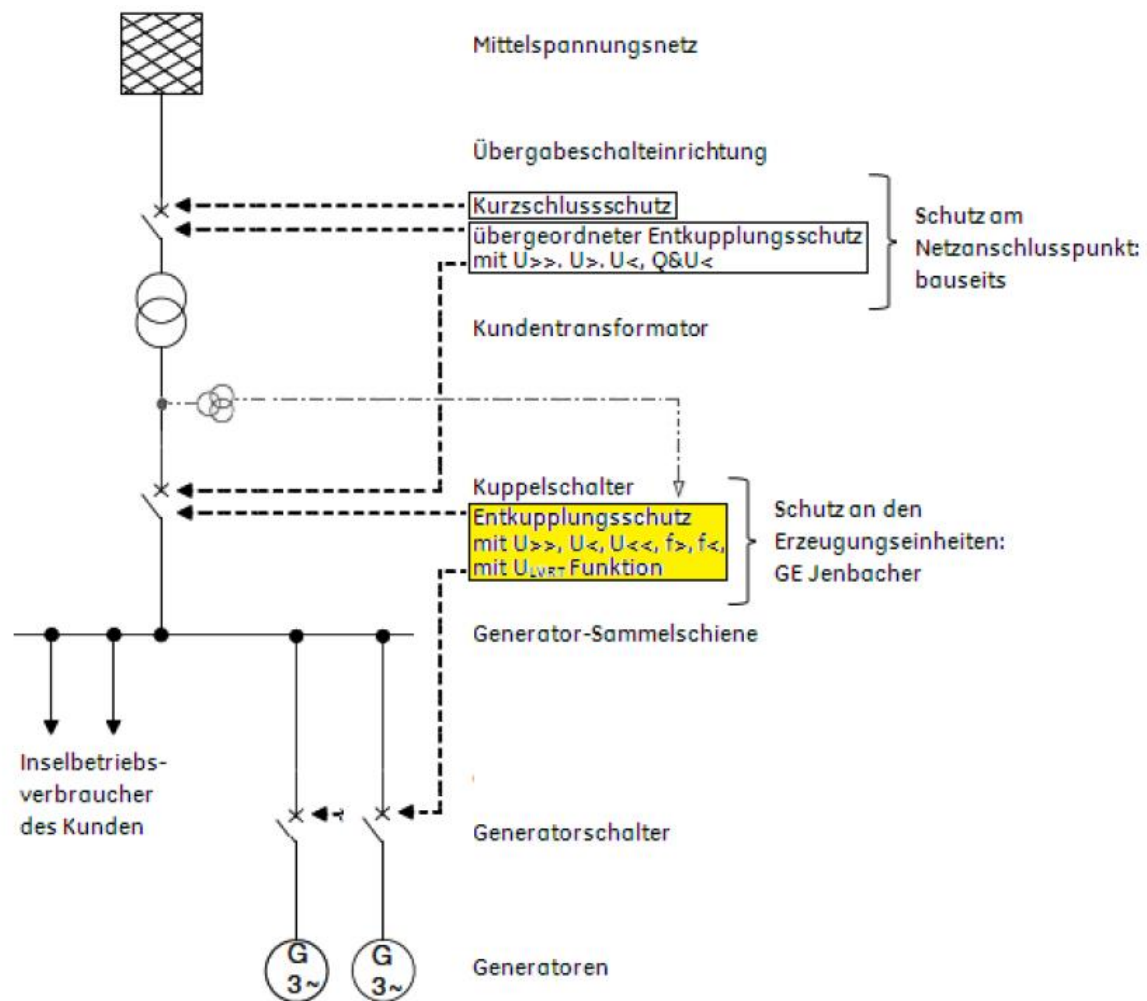 Mittelspannungsnetz
Übergabeschalteinrichtung
Kurzschlussschutz
übergeordneter Entkupplungsschutz
mit U>>. U>. U<, Q&U<
Schutz am
Netzanschlusspunkt:
bauseits
Kundentransformator
Kuppelschalter
Entkupplungsschutz
mit U>>, U<, U<<, f>, f<,
mit ULVRT Funktion
Schutz an den
Erzeugungseinheiten:
GE Jenbacher
Generator-Sammelschiene
Inselbetriebs-
verbraucher
des Kunden
Generatorschalter
G
3~
G
3~
Generatoren